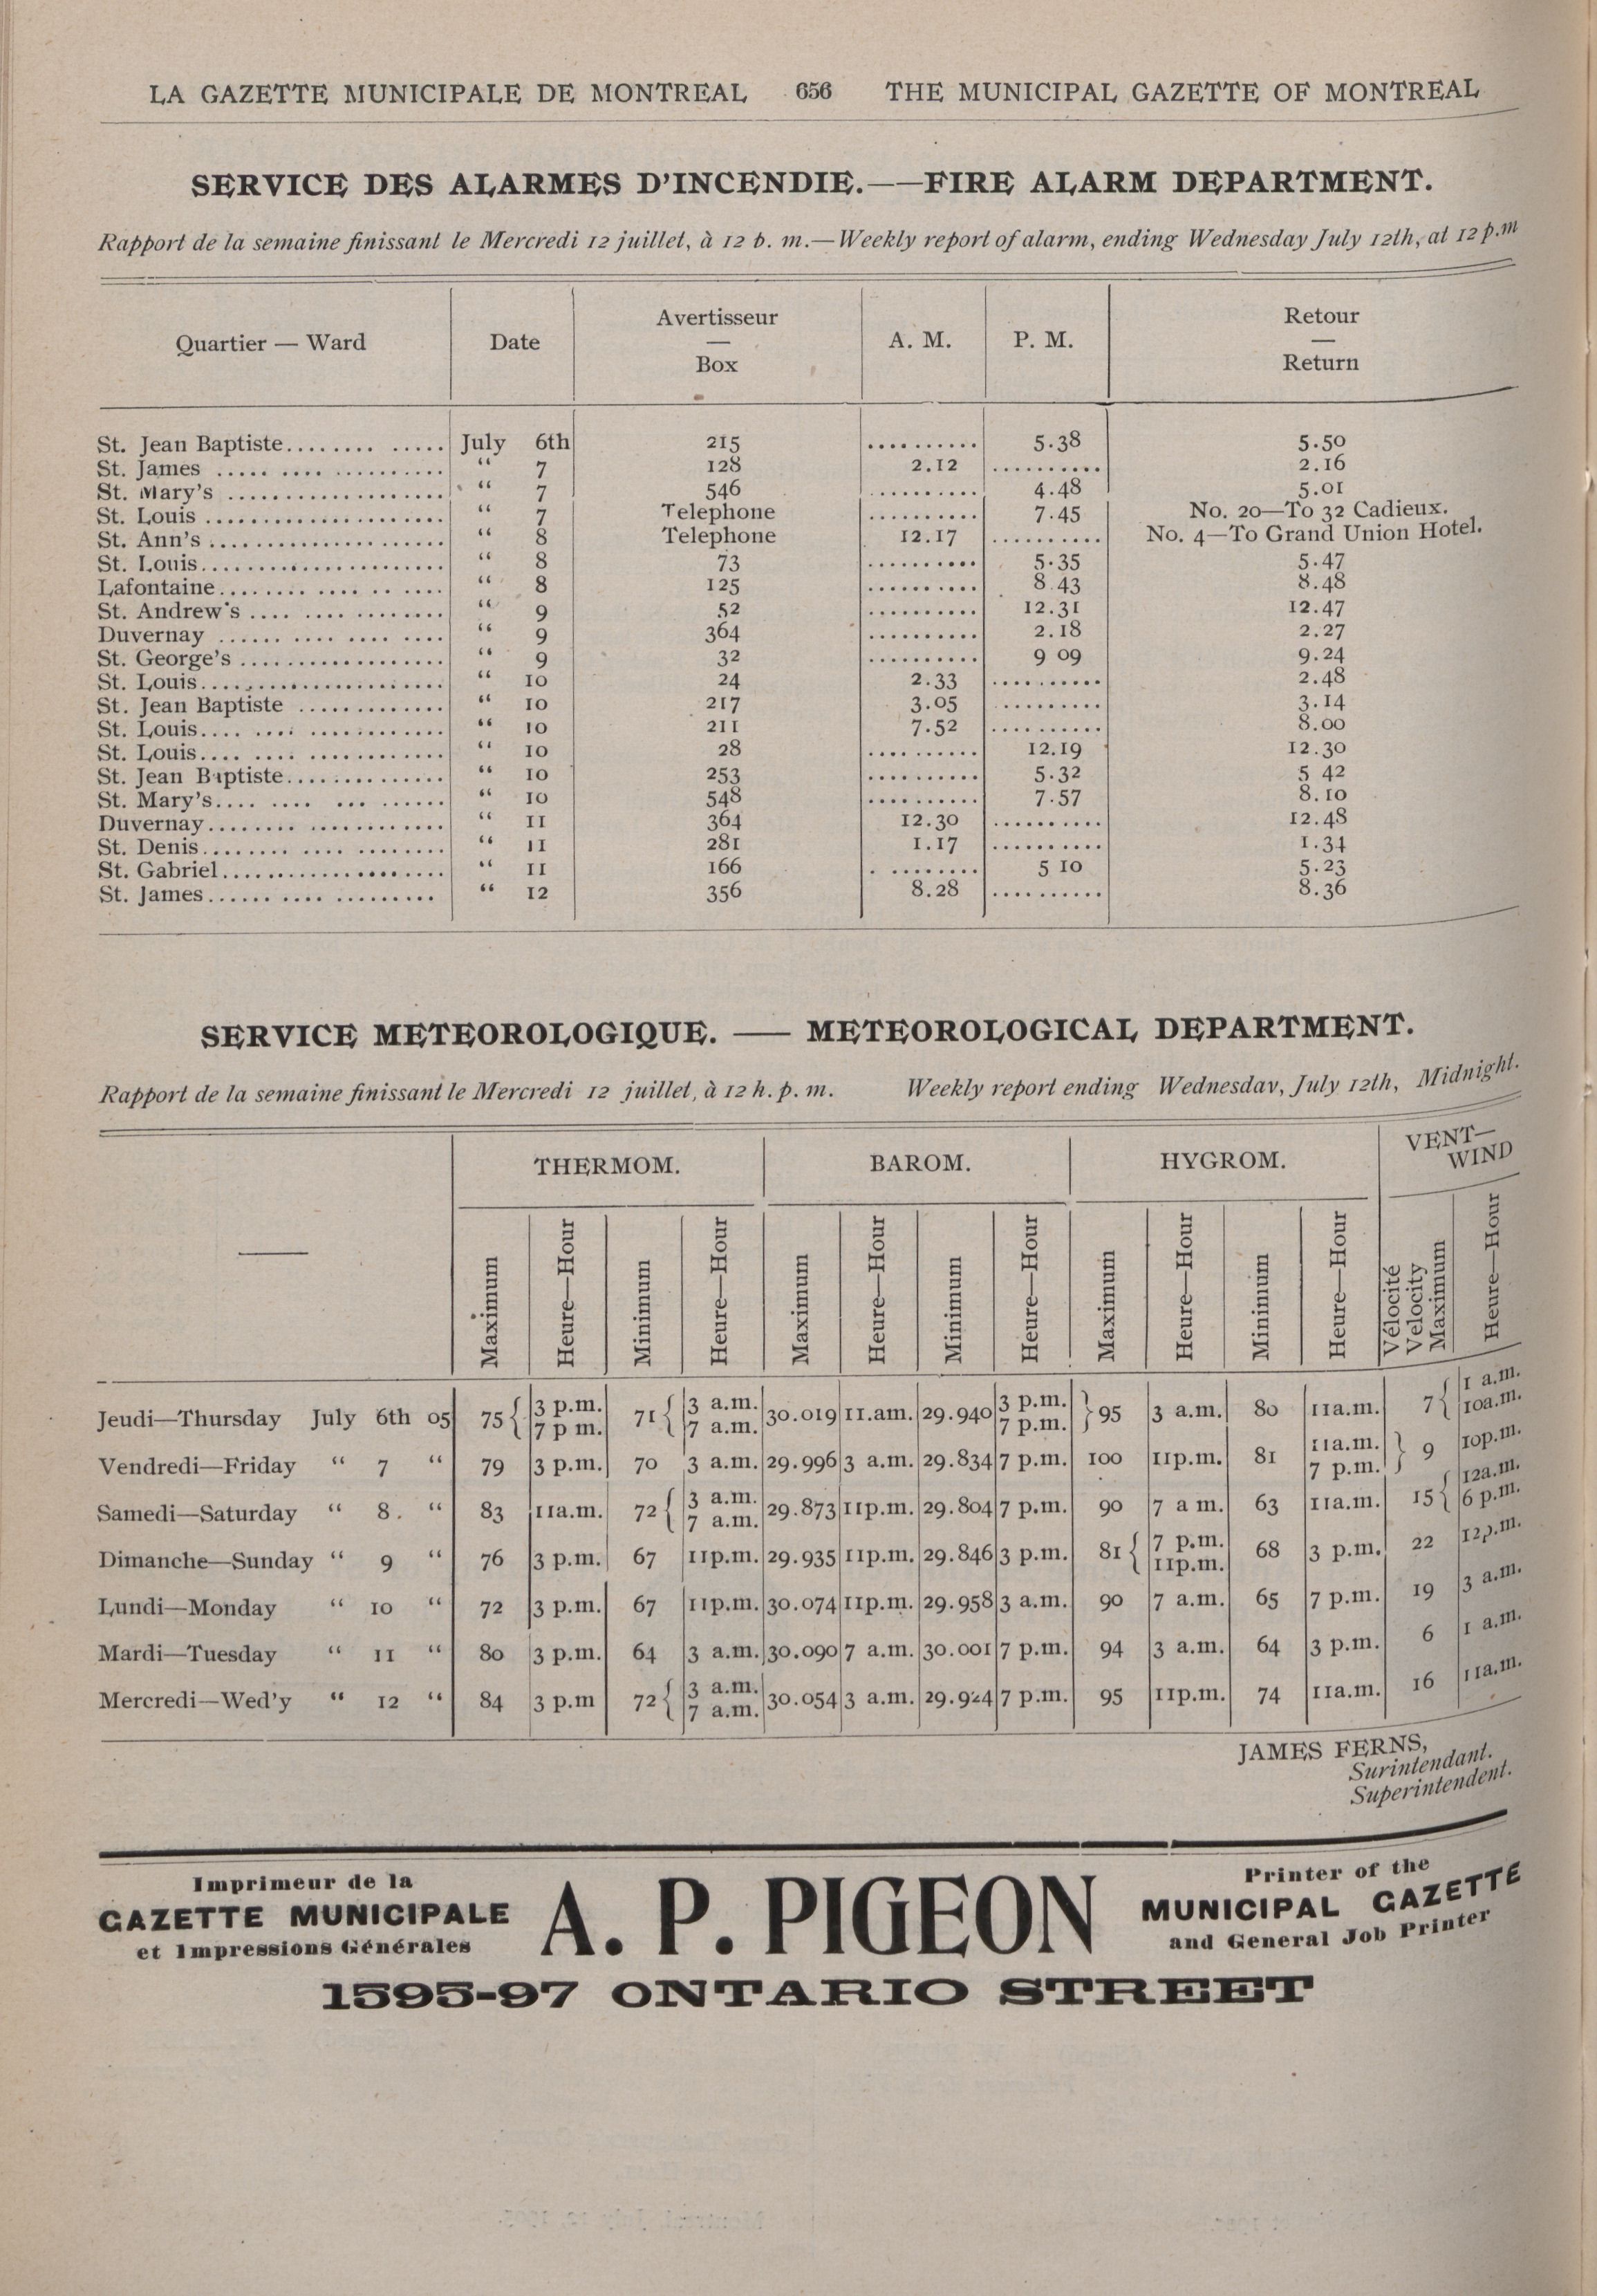 LA GAZETTE MUNICIPALE DE MONTREAL 656 THE MUNICIPAL GAZETTE OF MONTREAL
SERVICE DES ALARMES D'INCENDIE.——FIRE ALARM DEPARTMENT.
Rapport de la semaine finissant le Mercredi 12 juillet, à 12 p. m.—Weekly report of alarm, ending Wednesday July 12th, at 12 p.m
Quartier — Ward Date Avertisseur — Box A. M. P. M. Retour — Return
St. Jean Baptiste........ ..... July 6th 215 .......... 5.38 5.50
St. James ..... .... .......... “ 7 128 2.12 .......... 2.16
St. Mary's ................... “ 7 546 .......... 4.48 5.01
St. Louis ..................... “ 7 Telephone .......... 7.45 No. 20—To 32 Cadieux.
St. Ann's ..................... “ 8 Telephone 12.17 .......... No. 4—To Grand Union Hotel.
St. Louis...................... “ 8 73 .......... 5.35 5.47
Lafontaine........ .... .. ..... “ 8 125 .......... 8 43 8.48
St. Andrew's .... .... ........ “ 9 52 .......... 12.31 12.47
Duvernay ...... .... .... .... “ 9 364 .......... 2.18 2.27
St. George's .................. “ 9 32 .......... 9 09 9.24
St. Louis...................... “ 10 24 2.33 .......... 2.48
St. Jean Baptiste ............. “ 10 217 3.05 ......... 3.14
St. Louis.... .... ............ “ 10 211 7.52 .......... 8.00
St. Louis.... .... ............ “ 10 28 .......... 12.19 12.30
St. Jean Baptiste.............. “ 10 253 .......... 5.32 5 42
St. Mary's.... .... ... ...... “ 10 548 .......... 7.57 8.10
Duvernay........ ............ “ 11 364 12.30 .......... 12.48
St. Denis........ .... ........ “ 11 281 1.17 .......... 1.34
St. Gabriel.................... “ 11 166 . ........ 5 10 5.23
St. James...... .... ......... “ 12 356 8.28 .......... 8.36
SERVICE METEOROLOGIQUE. —— METEOROLOGICAL DEPARTMENT.
Rapport de la semaine finissant le Mercredi 12 juillet, à 12 h. p. m. Weekly report ending Wednesday, July 12th, Midnight.
— THERMOM. BAROM. HYGROM. VENT—WIND
Maximum Heure—Hour Minimum Heure—Hour Maximum Heure—Hour Minimum Heure—Hour Maximum Heure—Hour Minimum Heure—Hour Vélocité Velocity Maximum Heure—Hour
Jeudi—Thursday July 6th 05 75 { 3 p.m. 7 p m. 71 { 3 a.m. 7 a.m. 30.019 11.am. 29.940 3 p.m. 7 p.m. } 95 3 a.m. 80 11a.m. 7 { 1 a.m. 10a.m.
Vendredi—Friday “ 7 “ 79 3 p.m. 70 3 a.m. 29.996 3 a.m. 29.834 7 p.m. 100 11p.m. 81 11a.m. 7 p.m. } 9 10p.m.
Samedi—Saturday “ 8. “ 83 11a.m. 72 { 3 a.m. 7 a.m. 29.873 11p.m. 29.804 7 p.m. 90 7 a m. 63 11a.m. 15 { 12a.m. 6 p.m.
Dimanche—Sunday “ 9 “ 76 3 p.m. 67 11p.m. 29.935 11p.m. 29.846 3 p.m. 81 { 7 p.m. 11p.m. 68 3 p.m. 22 12p.m.
Lundi—Monday “ 10 “ 72 3 p.m. 67 11p.m. 30.074 11p.m. 29.958 3 a.m. 90 7 a.m. 65 7 p.m. 19 3 a.m.
Mardi—Tuesday “ 11 “ 80 3 p.m. 64 3 a.m. 30.090 7 a.m. 30.001 7 p.m. 94 3 a.m. 64 3 p.m. 6 1 a.m.
Mercredi—Wed'y “ 12 “ 84 3 p.m 72 { 3 a.m. 7 a.m. 30.054 3 a.m. 29.924 7 p.m. 95 11p.m. 74 11a.m. 16 11a.m.
JAMES FERNS,
Surintendant.
Superintendent.
Imprimeur de la
GAZETTE MUNICIPALE
et Impressions Générales
A. P. PIGEON
Printer of the
MUNICIPAL GAZETTE
and General Job Printer
1595-97 ONTARIO STREET